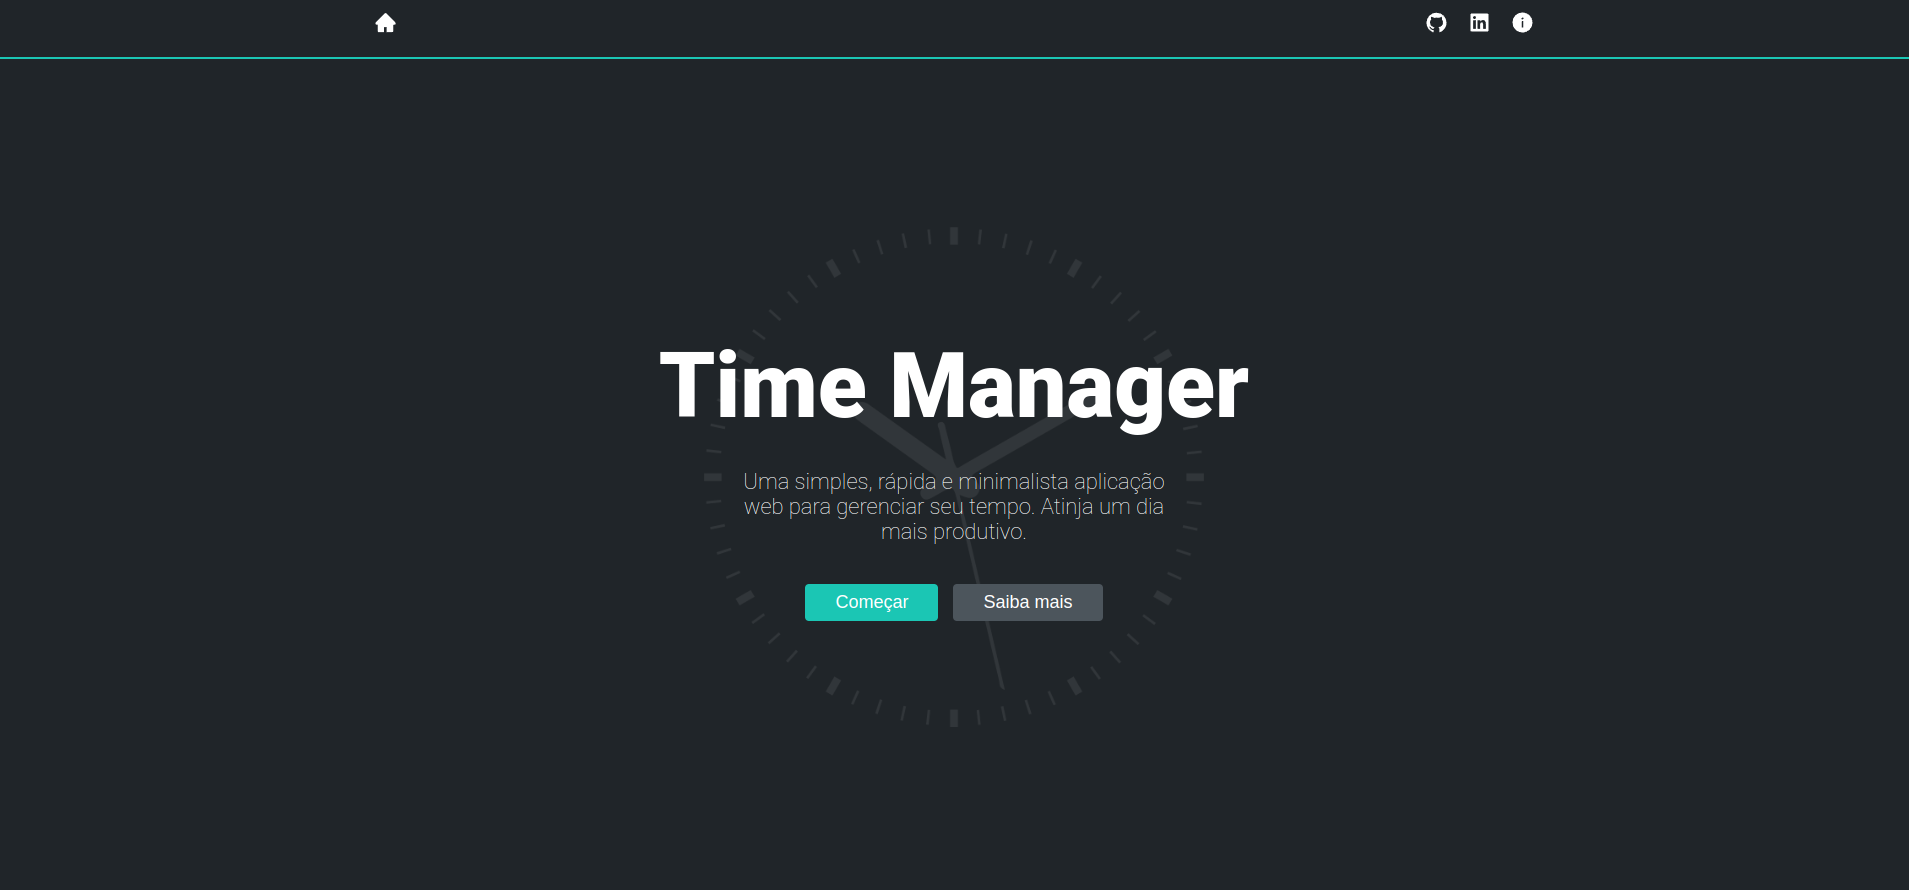 Time Manager
Uma simples, rápida e minimalista aplicação
web para gerenciar seu tempo. Atinja um dia
mais produtivo.
Começar
Saiba mais